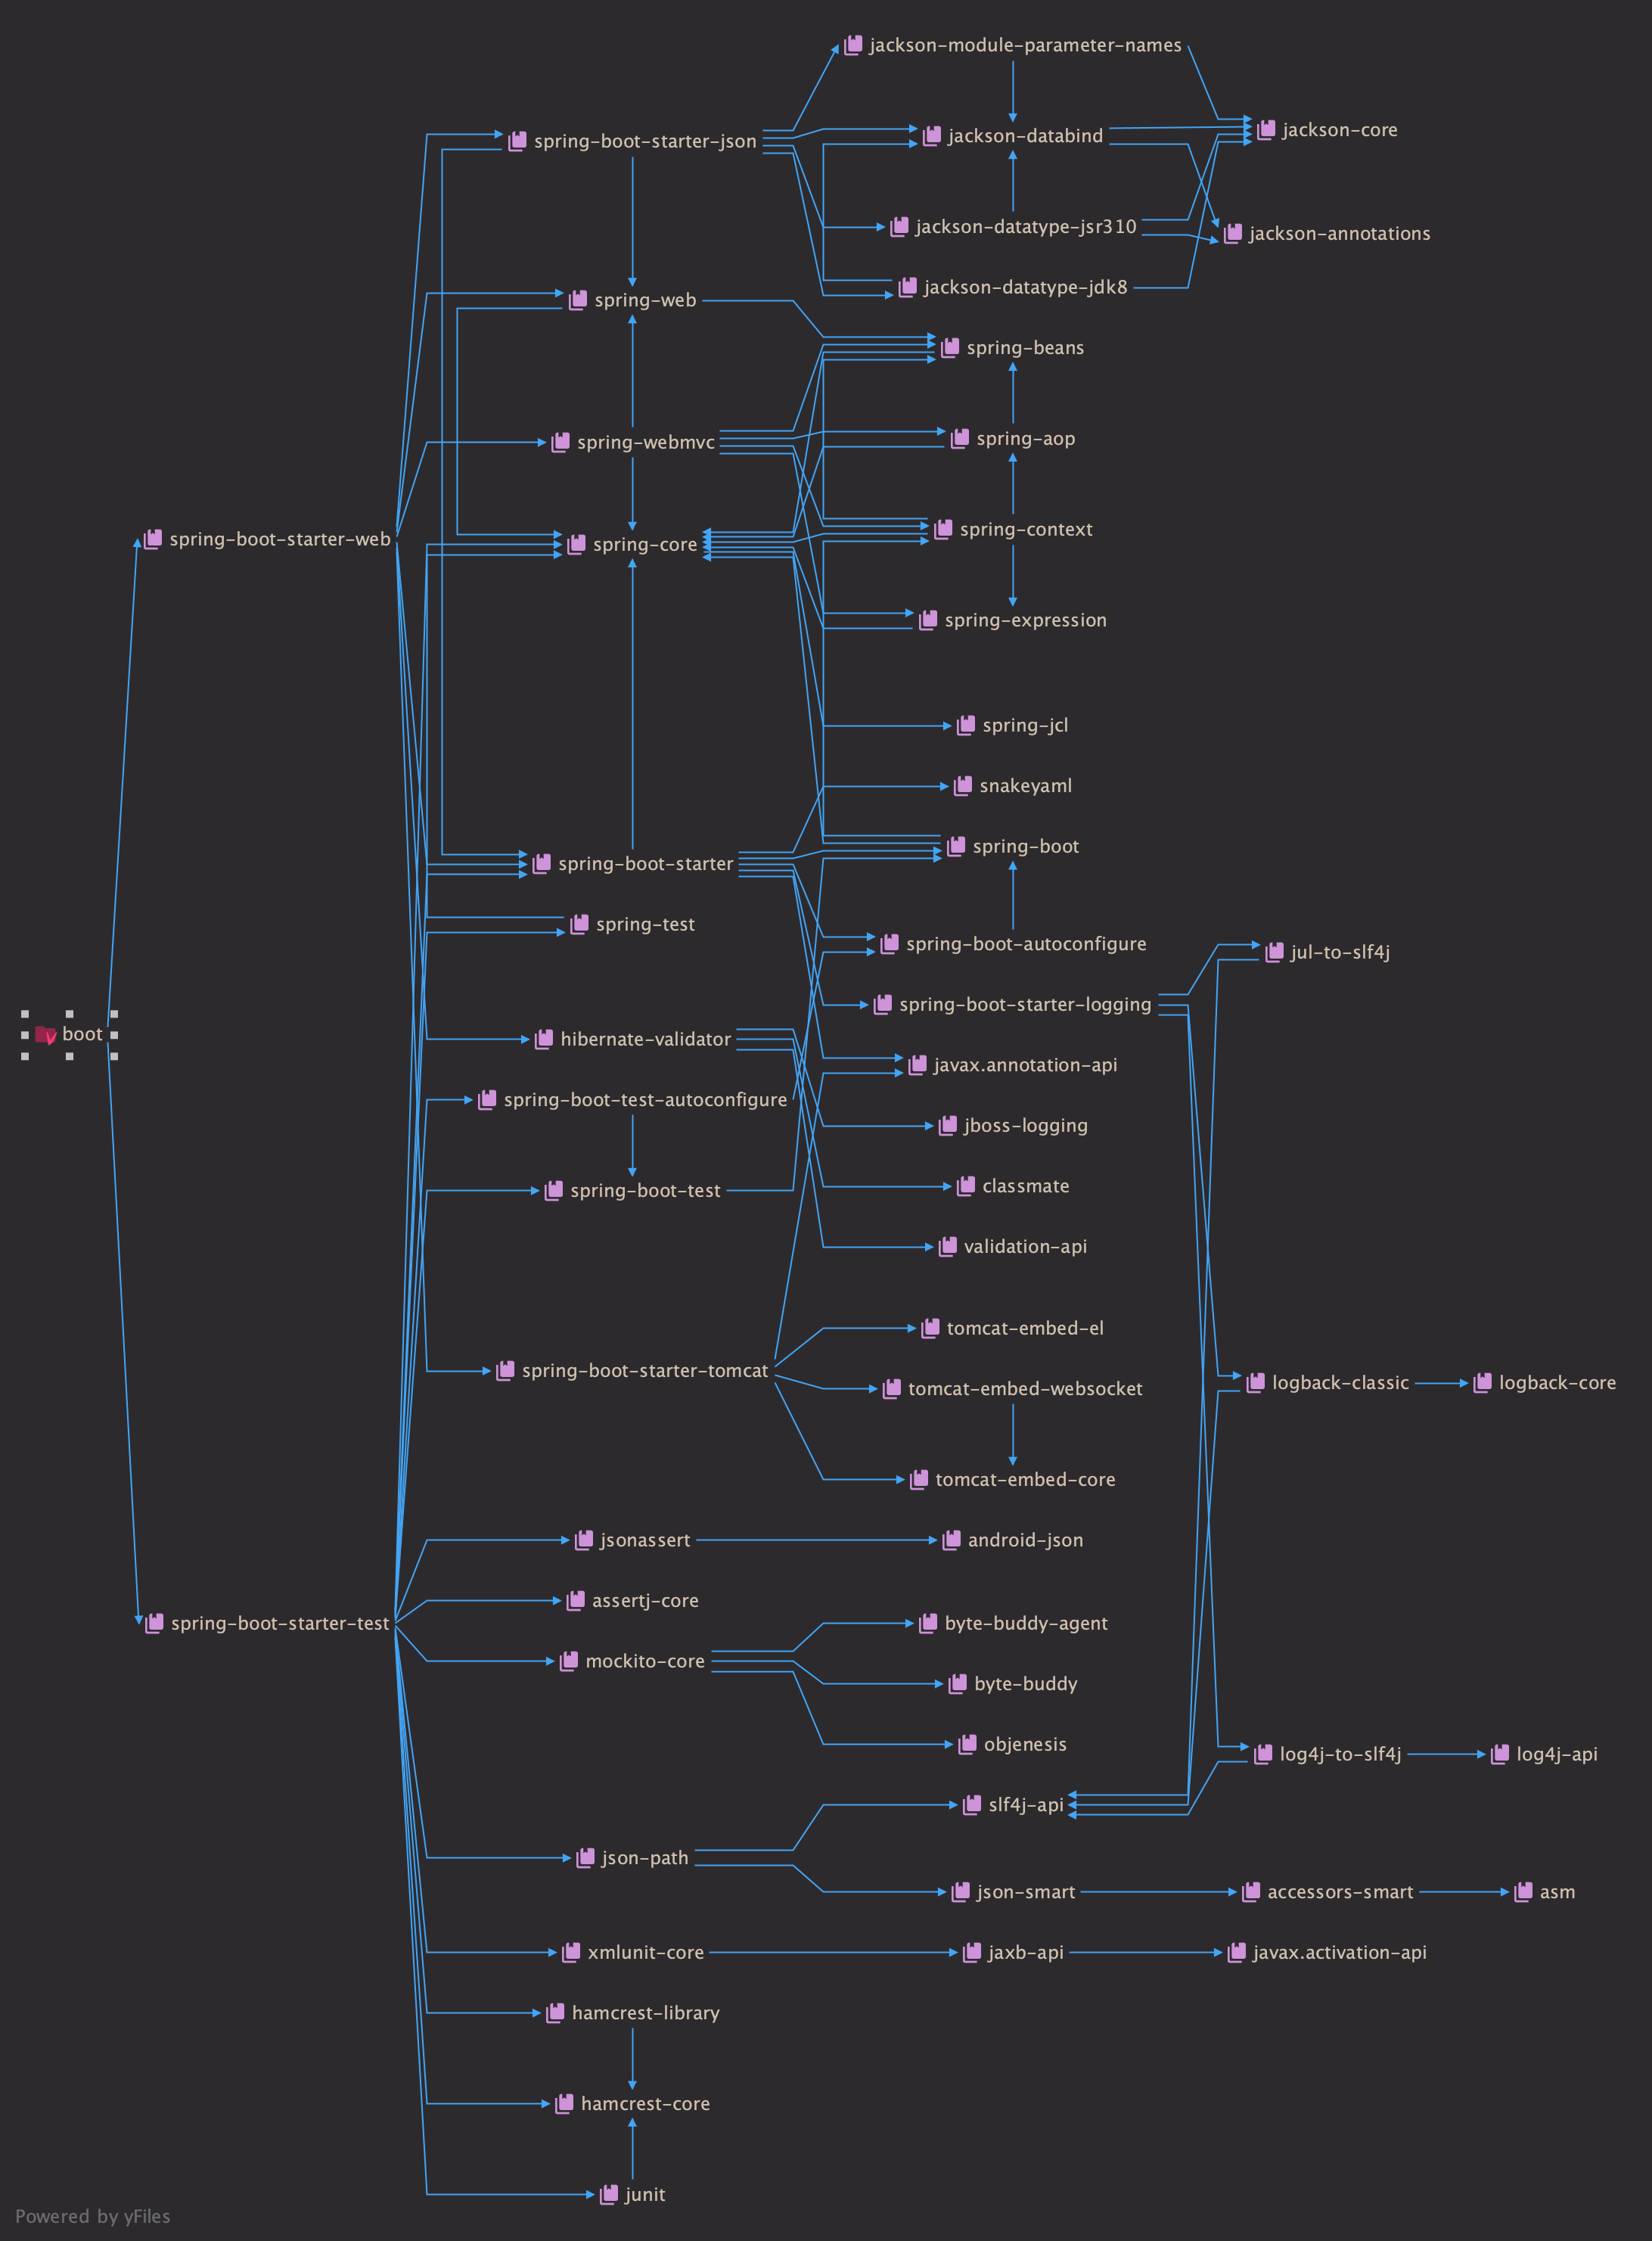 jackson-module-parameter-names
jackson-core
spring-boot-starter-json
jackson-databind
jackson-datatype-jsr310
jackson-annotations
jackson-datatype-jdk8
spring-web
spring-beans
spring-webmvc
spring-aop
spring-context
spring-boot-starter-web
spring-core
spring-expression
spring-jcl
snakeyaml
spring-boot
spring-boot-starter
spring-test
spring-boot-autoconfigure
jul-to-slf4j
spring-boot-starter-logging
boot
hibernate-validator
javax.annotation-api
spring-boot-test-autoconfigure
jboss-logging
spring-boot-test
classmate
validation-api
tomcat-embed-el
spring-boot-starter-tomcat
tomcat-embed-websocket
logback-classic
logback-core
tomcat-embed-core
jsonassert
android-json
assertj-core
spring-boot-starter-test
byte-buddy-agent
mockito-core
byte-buddy
objenesis
log4j-to-slf4j
log4j-api
slf4j-api
json-path
json-smart
accessors-smart
asm
xmlunit-core
jaxb-api
javax.activation-api
hamcrest-library
hamcrest-core
junit
Powered by yFiles